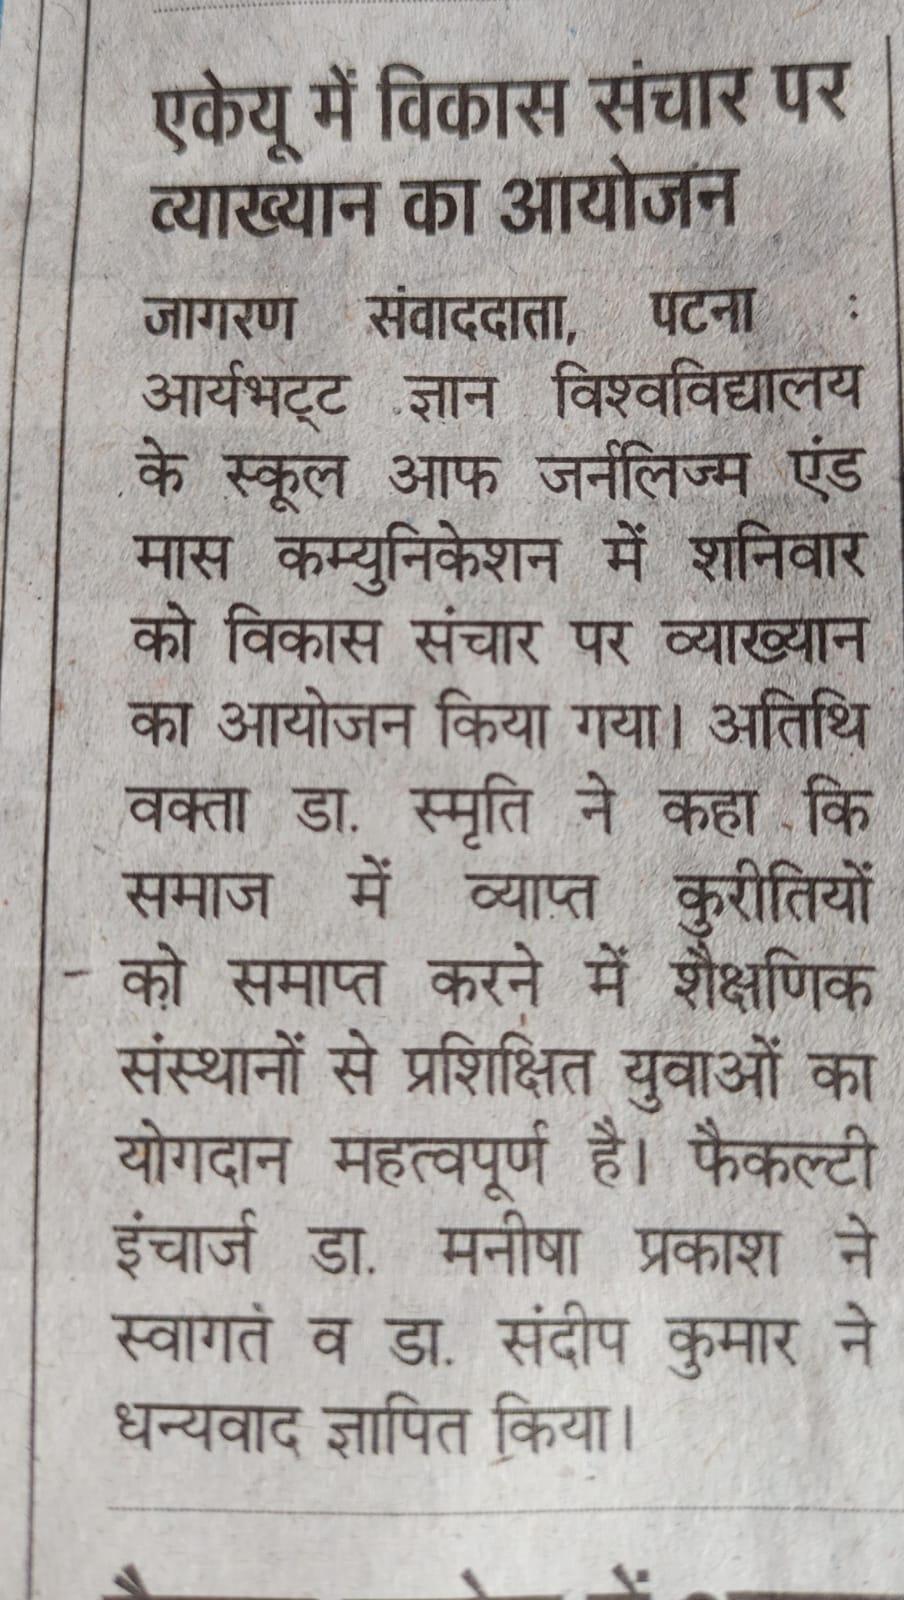 एकेयू में विकास संचार पर
व्याख्यान का आयोजन
जागरण संवाददाता, पटना :
आर्यभट्ट ज्ञान विश्वविद्यालय
के स्कूल आफ जर्नलिज्म एंड
मास कम्युनिकेशन में शनिवार
को विकास संचार पर व्याख्यान
का आयोजन किया गया। अतिथि
वक्ता डा. स्मृति ने कहा कि
समाज में व्याप्त कुरीतियों
को समाप्त करने में शैक्षणिक
संस्थानों से प्रशिक्षित युवाओं का
योगदान महत्वपूर्ण है। फैकल्टी
इंचार्ज डा. मनीषा प्रकाश ने
स्वागत व डा. संदीप कुमार ने
धन्यवाद ज्ञापित किया।